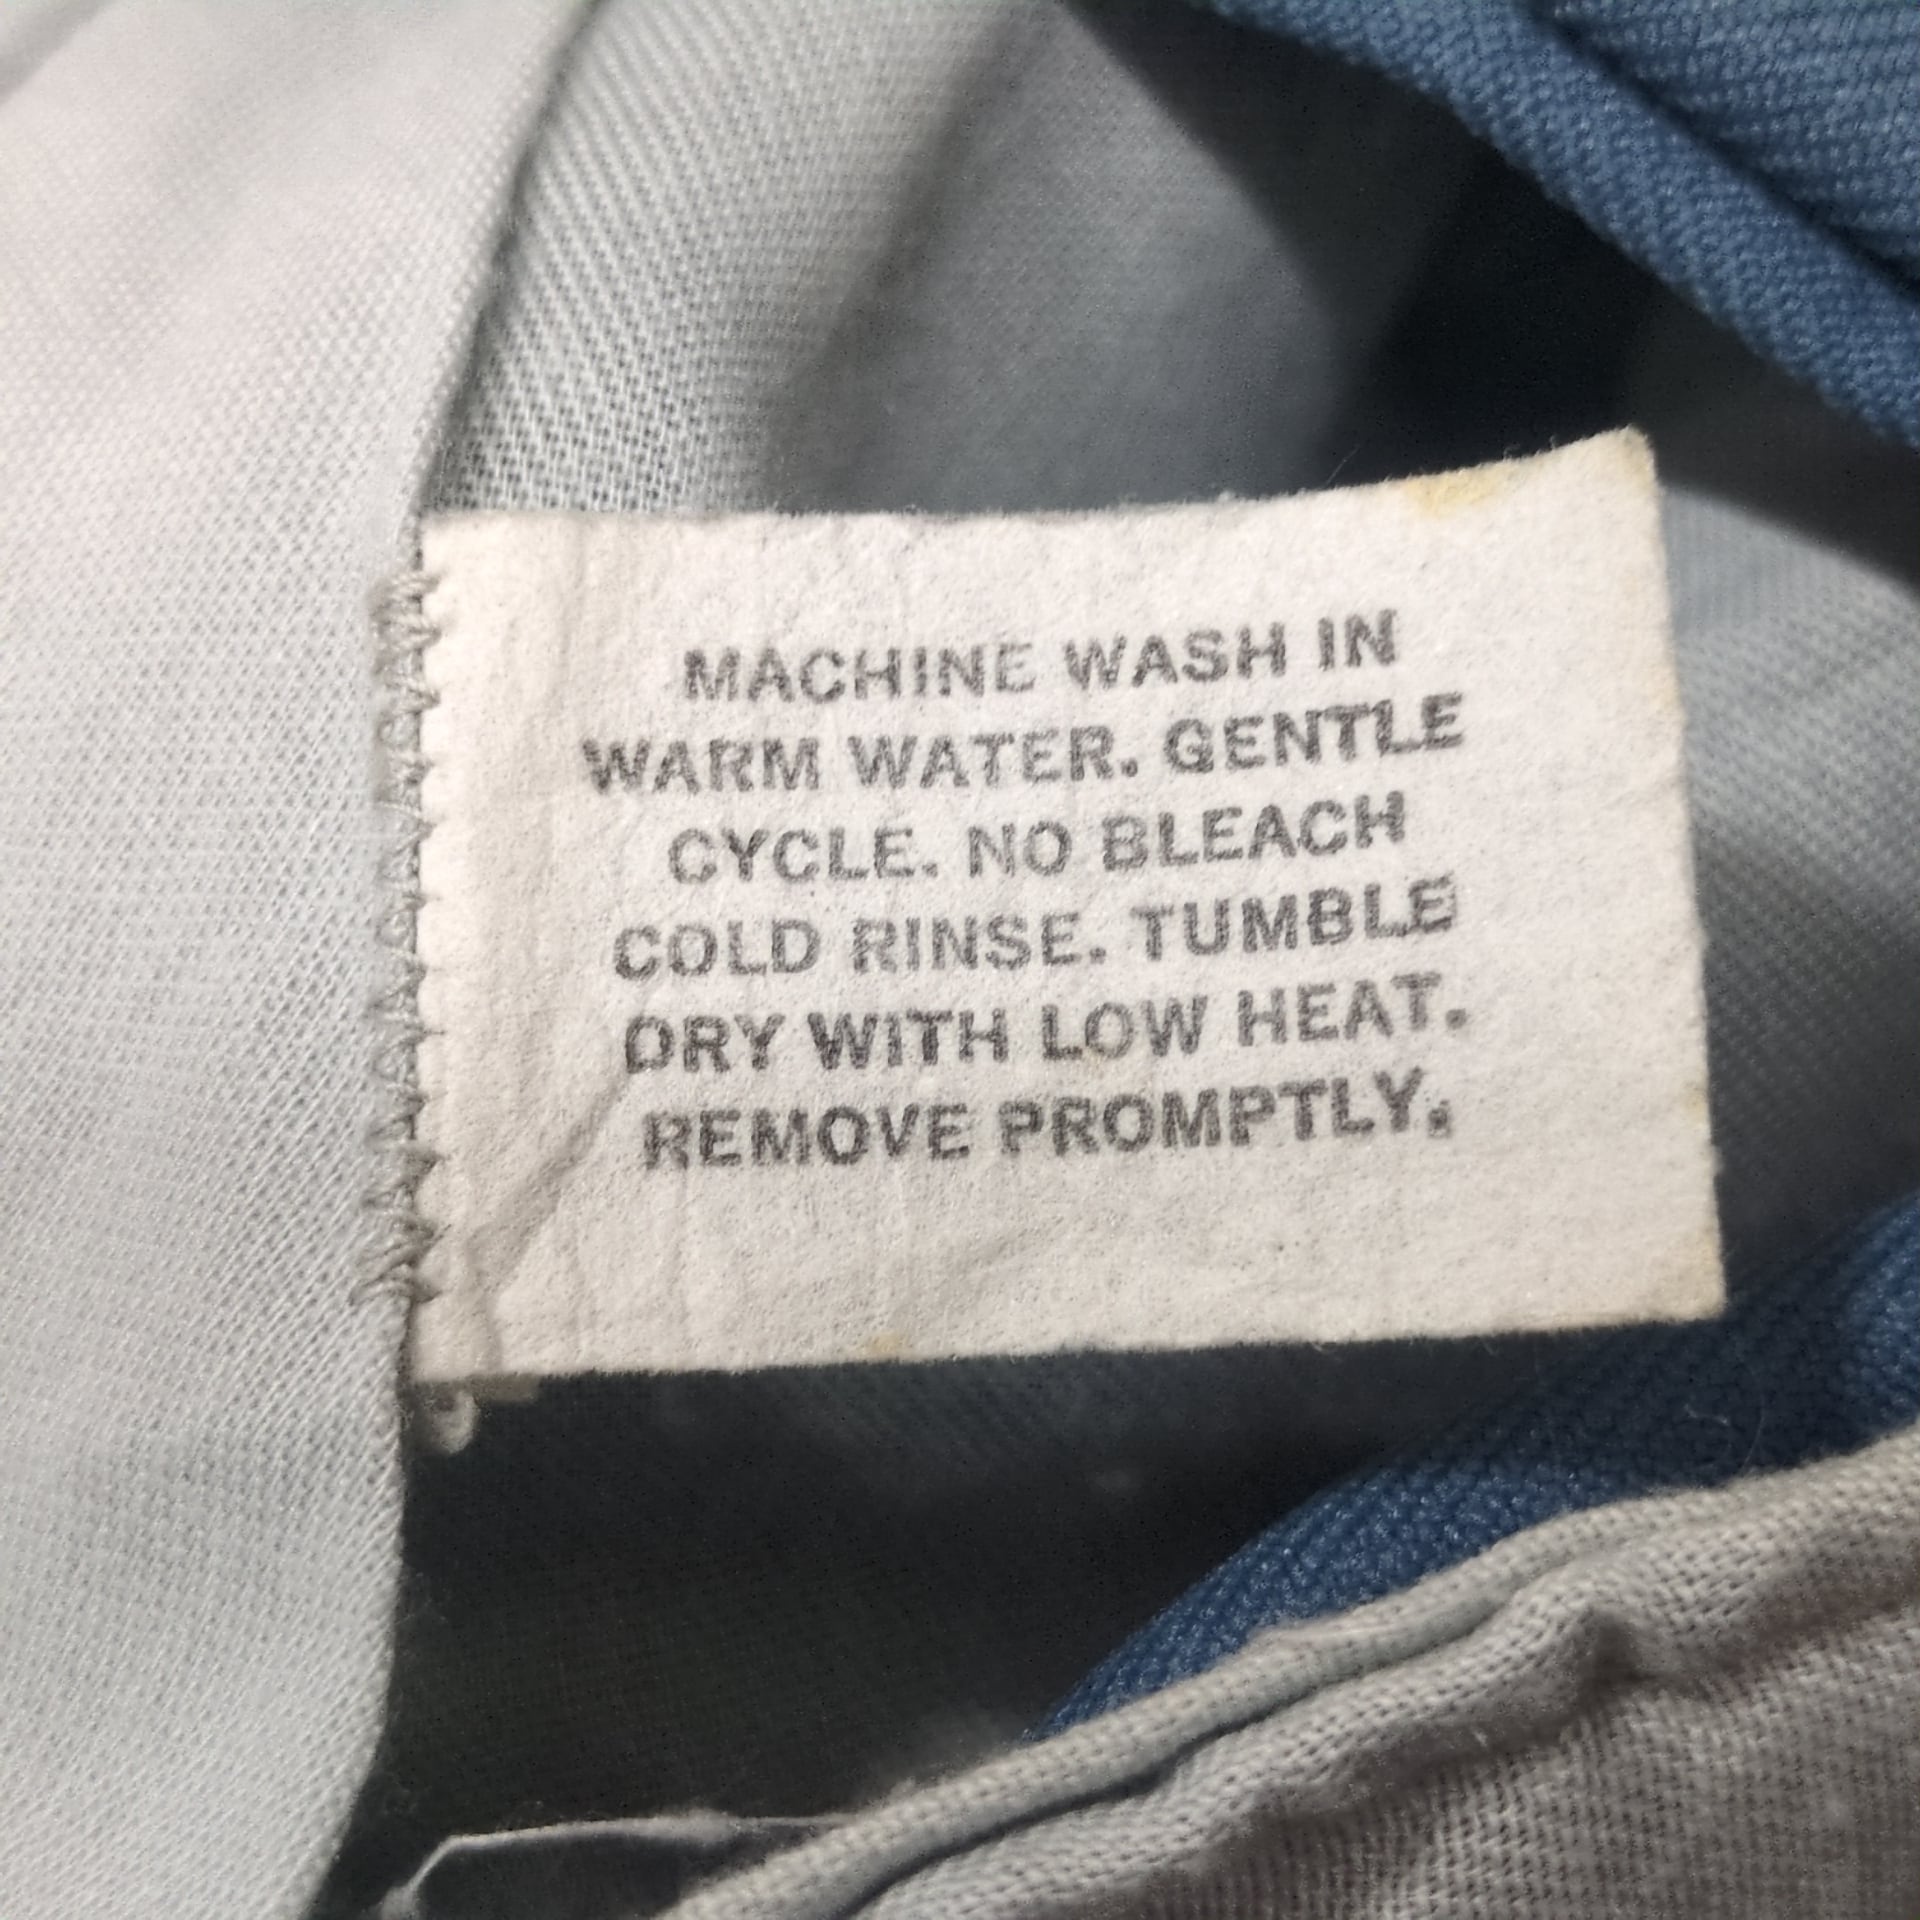 MACHINE WASH IN
WARM WATER. GENTLE
CYCLE. NO BLEACH
COLD RINSE. TUMBLE
DRY WITH LOW HEAT.
REMOVE PROMPTLY.